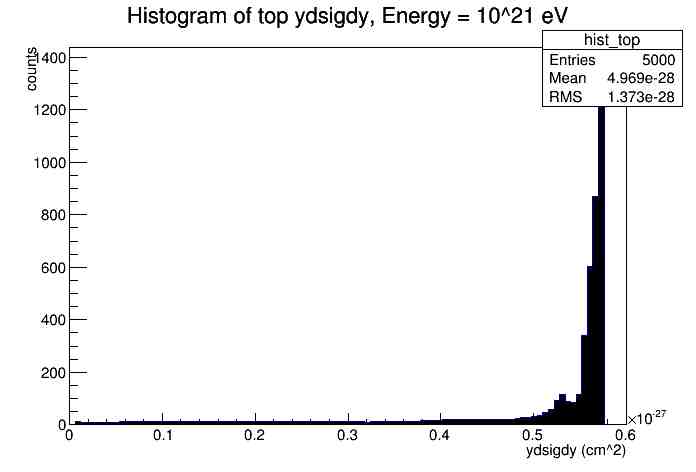 Histogram of top ydsigdy, Energy = 10^21 eV
hist_top
Entries 5000
Mean 4.969e-28
RMS 1.373e-28
counts
1400
1200
1000
800
600
400
200
0
0 0.1 0.2 0.3 0.4 0.5 0.6
×10^-27
ydsigdy (cm^2)